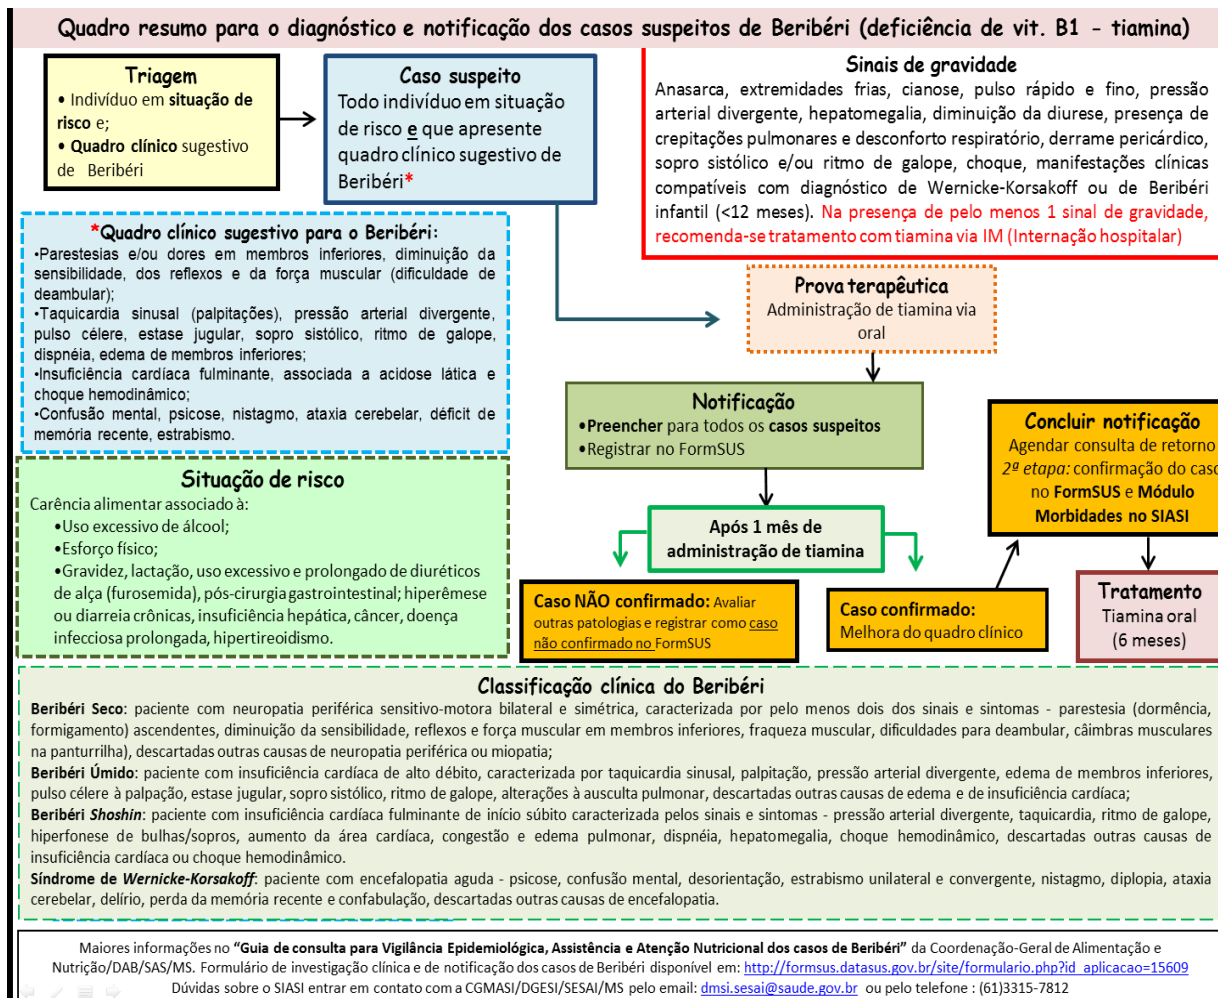 Quadro resumo para o diagnóstico e notificação dos casos suspeitos de Beribéri (deficiência de vit. B1 - tiamina)
Triagem
• Indivíduo em situação de
risco e;
• Quadro clínico sugestivo
de Beribéri
Caso suspeito
Todo indivíduo em situação
de risco e que apresente
quadro clínico sugestivo de
Beribéri*
Sinais de gravidade
Anasarca, extremidades frias, cianose, pulso rápido e fino, pressão
arterial divergente, hepatomegalia, diminuição da diurese, presença de
crepitações pulmonares e desconforto respiratório, derrame pericárdico,
sopro sistólico e/ou ritmo de galope, choque, manifestações clínicas
compatíveis com diagnóstico de Wernicke-Korsakoff ou de Beribéri
infantil (<12 meses). Na presença de pelo menos 1 sinal de gravidade,
recomenda-se tratamento com tiamina via IM (Internação hospitalar)
*Quadro clínico sugestivo para o Beribéri:
•Parestesias e/ou dores em membros inferiores, diminuição da
sensibilidade, dos reflexos e da força muscular (dificuldade de
deambular);
•Taquicardia sinusal (palpitações), pressão arterial divergente,
pulso célere, estase jugular, sopro sistólico, ritmo de galope,
dispnéia, edema de membros inferiores;
•Insuficiência cardíaca fulminante, associada a acidose lática e
choque hemodinâmico;
•Confusão mental, psicose, nistagmo, ataxia cerebelar, déficit de
memória recente, estrabismo.
Prova terapêutica
Administração de tiamina via
oral
Notificação
•Preencher para todos os casos suspeitos
•Registrar no FormSUS
Concluir notificação
Agendar consulta de retorno
2ª etapa: confirmação do caso
no FormSUS e Módulo
Morbidades no SIASI
Situação de risco
Carência alimentar associado à:
•Uso excessivo de álcool;
•Esforço físico;
•Gravidez, lactação, uso excessivo e prolongado de diuréticos
de alça (furosemida), pós-cirurgia gastrointestinal; hiperêmese
ou diarreia crônicas, insuficiência hepática, câncer, doença
infecciosa prolongada, hipertireoidismo.
Após 1 mês de
administração de tiamina
Caso NÃO confirmado: Avaliar
outras patologias e registrar como caso
não confirmado no FormSUS
Caso confirmado:
Melhora do quadro clínico
Tratamento
Tiamina oral
(6 meses)
Classificação clínica do Beribéri
Beribéri Seco: paciente com neuropatia periférica sensitivo-motora bilateral e simétrica, caracterizada por pelo menos dois dos sinais e sintomas - parestesia (dormência,
formigamento) ascendentes, diminuição da sensibilidade, reflexos e força muscular em membros inferiores, fraqueza muscular, dificuldades para deambular, câimbras musculares
na panturrilha), descartadas outras causas de neuropatia periférica ou miopatia;
Beribéri Úmido: paciente com insuficiência cardíaca de alto débito, caracterizada por taquicardia sinusal, palpitação, pressão arterial divergente, edema de membros inferiores,
pulso célere à palpação, estase jugular, sopro sistólico, ritmo de galope, alterações à ausculta pulmonar, descartadas outras causas de edema e de insuficiência cardíaca;
Beribéri Shoshin: paciente com insuficiência cardíaca fulminante de início súbito caracterizada pelos sinais e sintomas - pressão arterial divergente, taquicardia, ritmo de galope,
hiperfonese de bulhas/sopros, aumento da área cardíaca, congestão e edema pulmonar, dispnéia, hepatomegalia, choque hemodinâmico, descartadas outras causas de
insuficiência cardíaca ou choque hemodinâmico.
Síndrome de Wernicke-Korsakoff: paciente com encefalopatia aguda - psicose, confusão mental, desorientação, estrabismo unilateral e convergente, nistagmo, diplopia, ataxia
cerebelar, delírio, perda da memória recente e confabulação, descartadas outras causas de encefalopatia.
Maiores informações no “Guia de consulta para Vigilância Epidemiológica, Assistência e Atenção Nutricional dos casos de Beribéri” da Coordenação-Geral de Alimentação e
Nutrição/DAB/SAS/MS. Formulário de investigação clínica e de notificação dos casos de Beribéri disponível em: http://formsus.datasus.gov.br/site/formulario.php?id_aplicacao=15609
Dúvidas sobre o SIASI entrar em contato com a CGMASI/DGESI/SESAI/MS pelo email: dmsi.sesai@saude.gov.br ou pelo telefone : (61)3315-7812